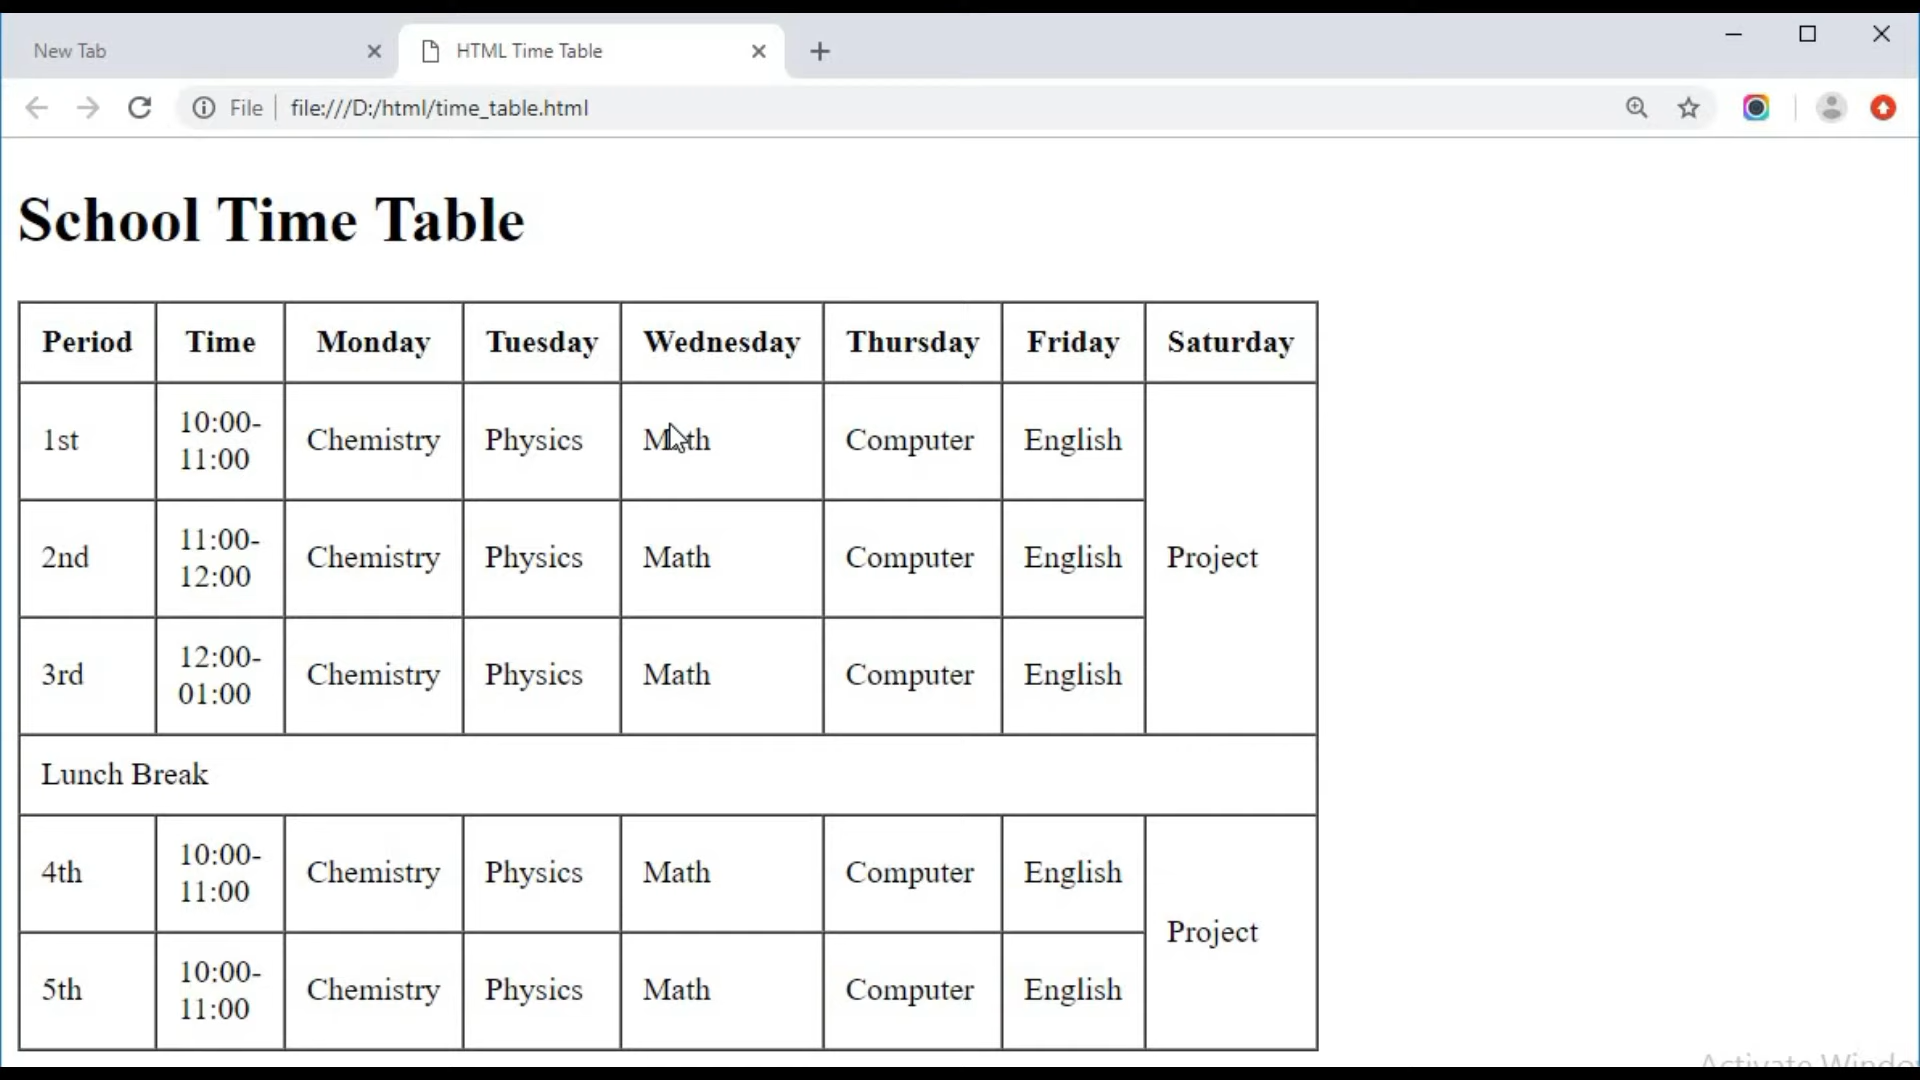 New Tab
HTML Time Table
File file:///D:/html/time_table.html
School Time Table
Period Time Monday Tuesday Wednesday Thursday Friday Saturday
1st 10:00-
11:00 Chemistry Physics Math Computer English
2nd 11:00-
12:00 Chemistry Physics Math Computer English Project
3rd 12:00-
01:00 Chemistry Physics Math Computer English
Lunch Break
4th 10:00-
11:00 Chemistry Physics Math Computer English
Project
5th 10:00-
11:00 Chemistry Physics Math Computer English